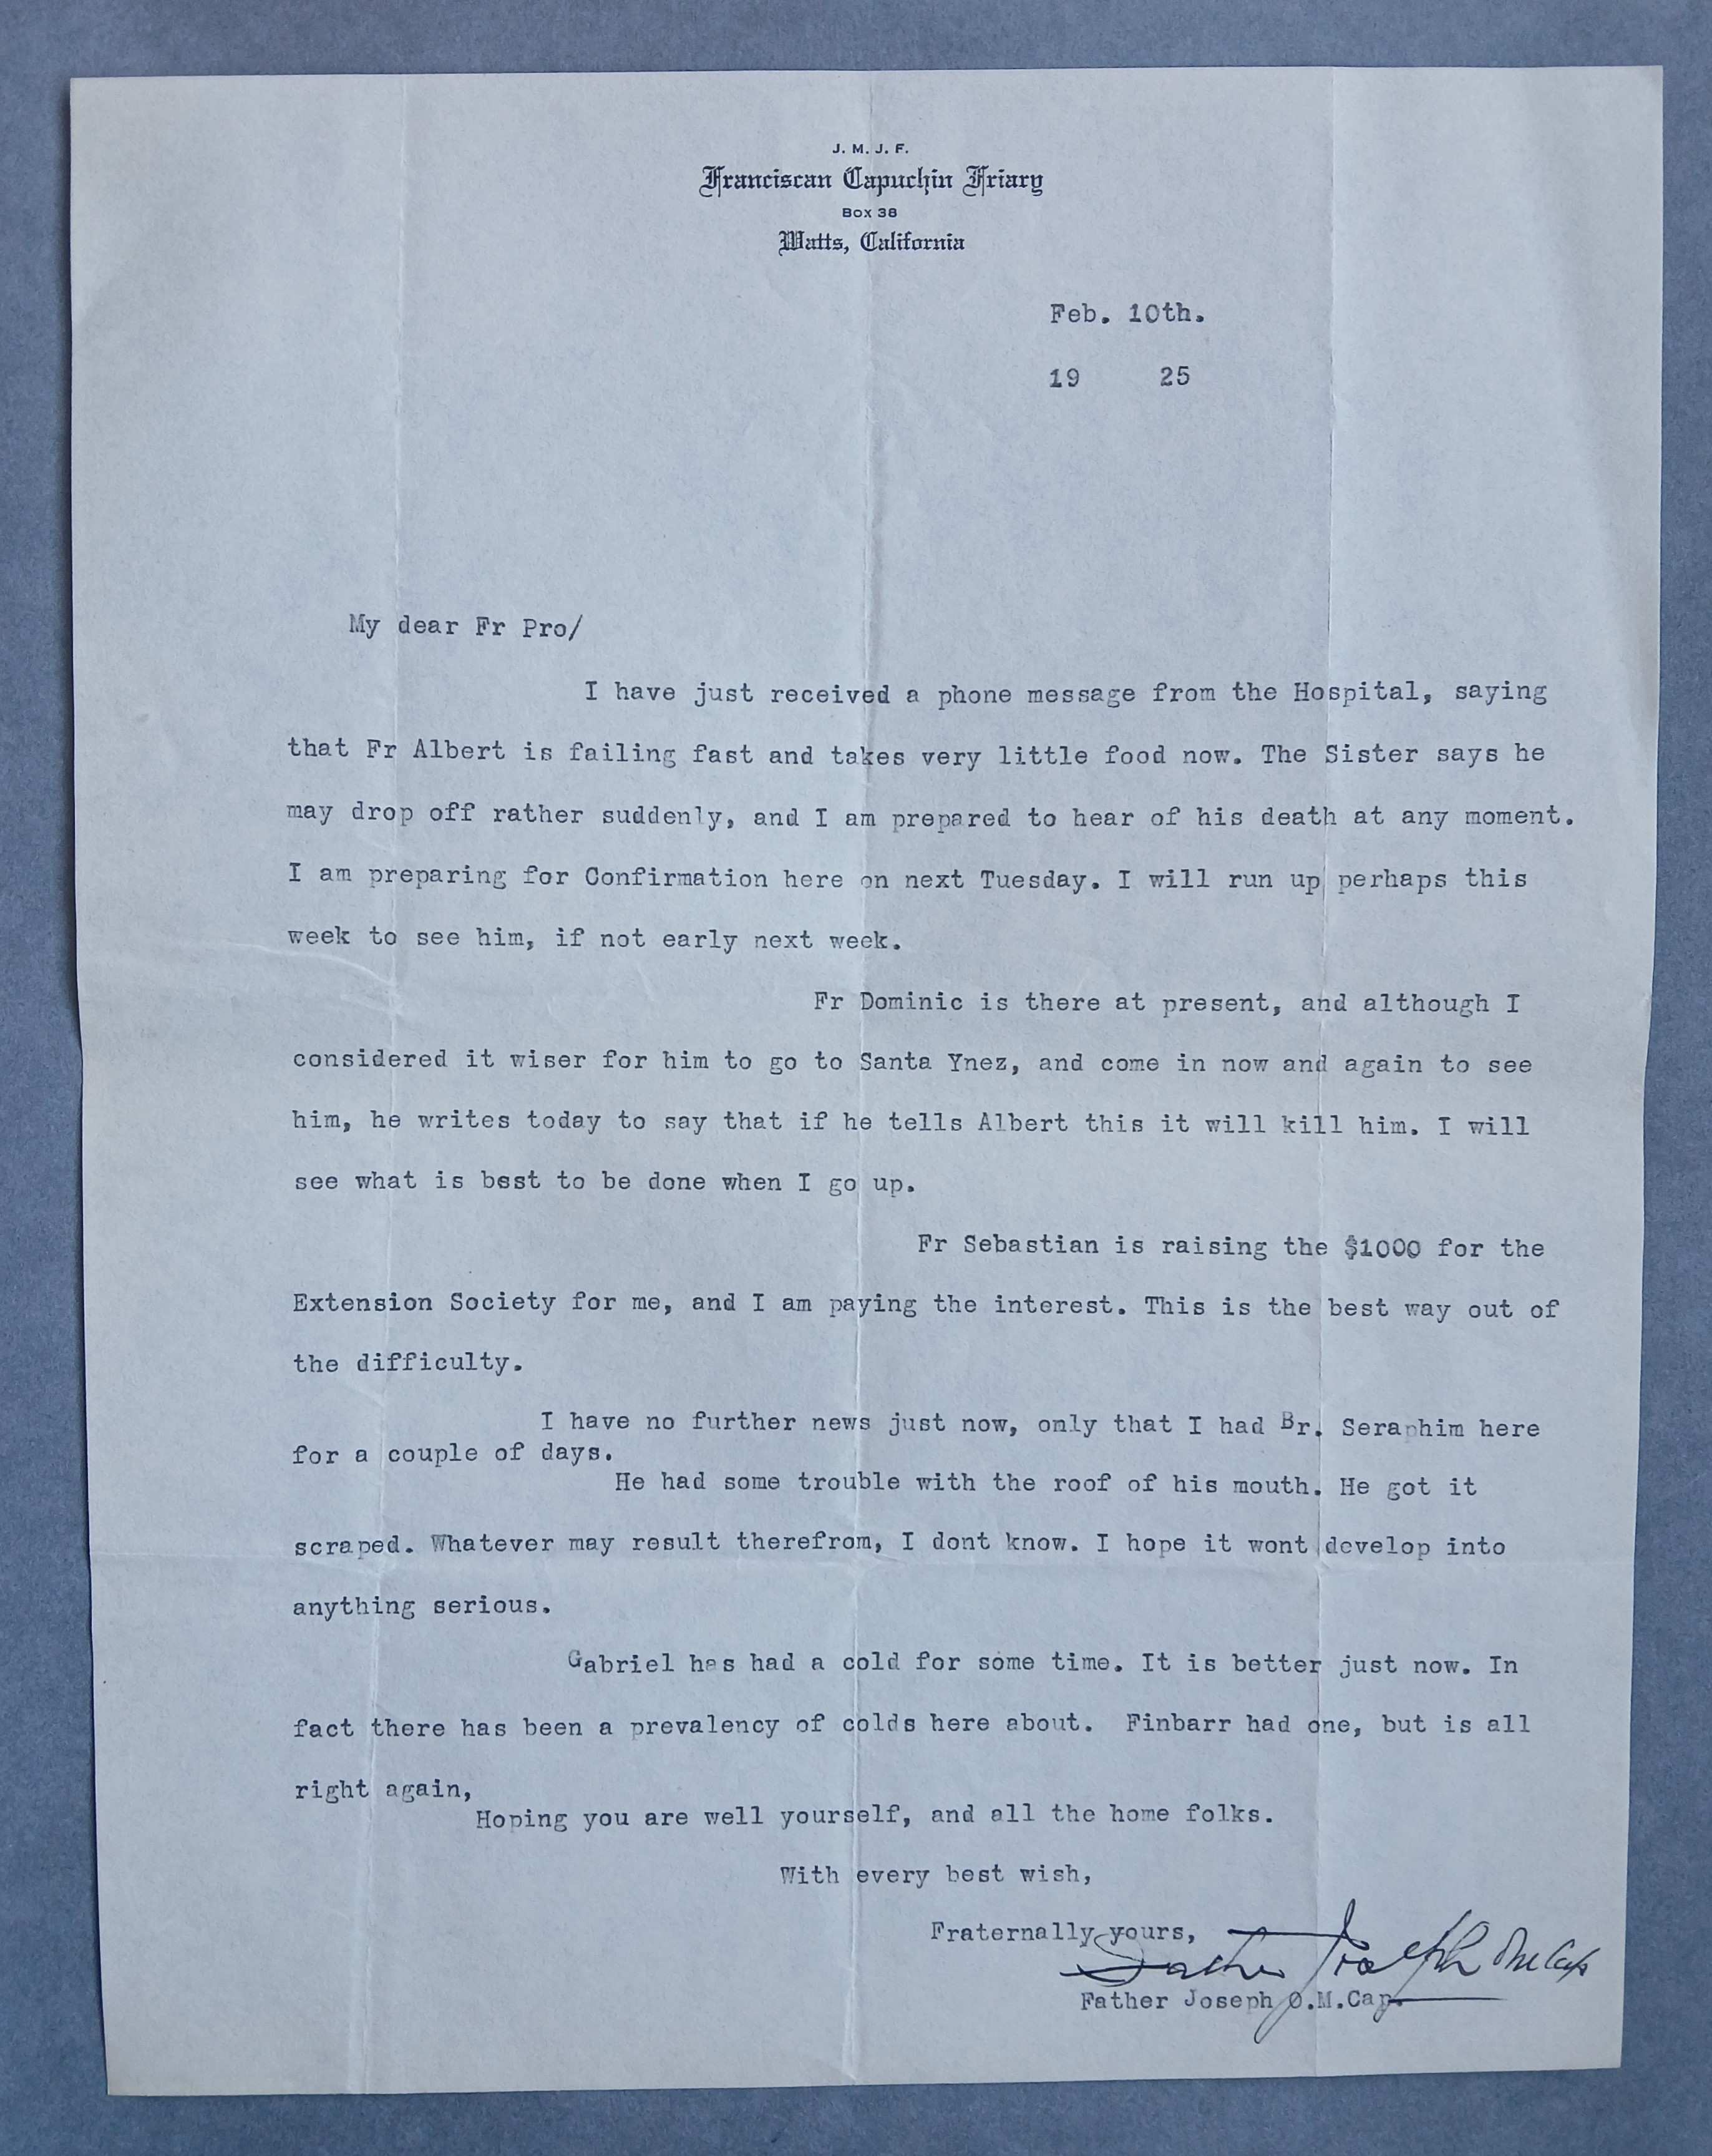 J. M. J. F.
Franciscan Capuchin Friary
Box 38
Watts, California
Feb. 10th.
19 25
My dear Fr Pro/
I have just received a phone message from the Hospital, saying
that Fr Albert is failing fast and takes very little food now. The Sister says he
may drop off rather suddenly, and I am prepared to hear of his death at any moment.
I am preparing for Confirmation here on next Tuesday. I will run up perhaps this
week to see him, if not early next week.
Fr Dominic is there at present, and although I
considered it wiser for him to go to Santa Ynez, and come in now and again to see
him, he writes today to say that if he tells Albert this it will kill him. I will
see what is best to be done when I go up.
Fr Sebastian is raising the $1000 for the
Extension Society for me, and I am paying the interest. This is the best way out of
the difficulty.
I have no further news just now, only that I had Br. Seraphim here
for a couple of days.
He had some trouble with the roof of his mouth. He got it
scraped. Whatever may result therefrom, I dont know. I hope it wont develop into
anything serious.
Gabriel has had a cold for some time. It is better just now. In
fact there has been a prevalency of colds here about. Finbarr had one, but is all
right again,
Hoping you are well yourself, and all the home folks.
With every best wish,
Fraternally yours,
Father Joseph OMCap
Father Joseph O.M.Cap.